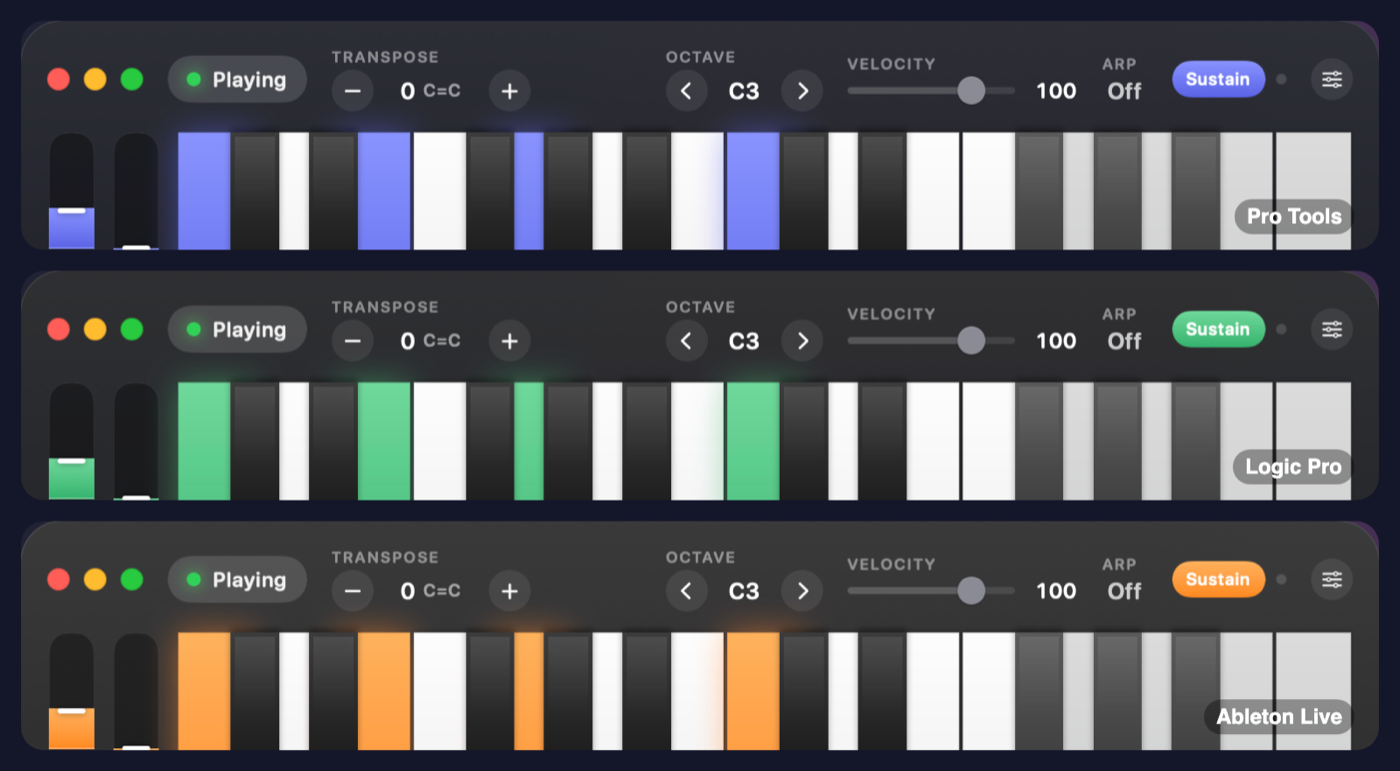 TRANSPOSE OCTAVE VELOCITY ARP
Playing 0 C=C C3 100 Off Sustain
Pro Tools
TRANSPOSE OCTAVE VELOCITY ARP
Playing 0 C=C C3 100 Off Sustain
Logic Pro
TRANSPOSE OCTAVE VELOCITY ARP
Playing 0 C=C C3 100 Off Sustain
Ableton Live